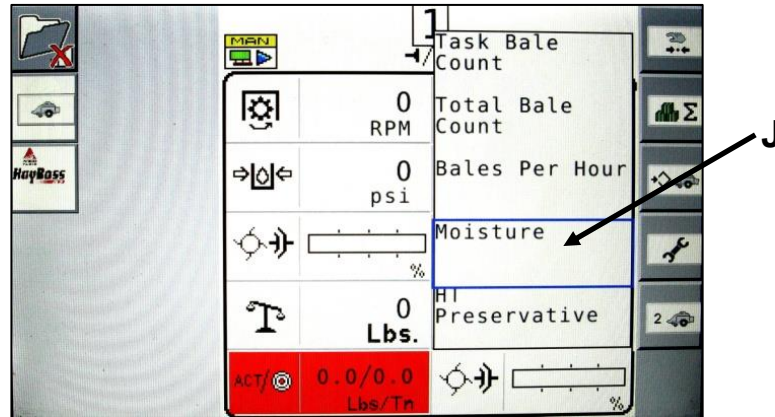 1
MAN
Task Bale
Count
0
RPM
Total Bale
Count
Σ
J
HayBoss
0
psi
Bales Per Hour
%
Moisture
0
Lbs.
HT
Preservative
2
ACT/
0.0/0.0
Lbs/Tn
%